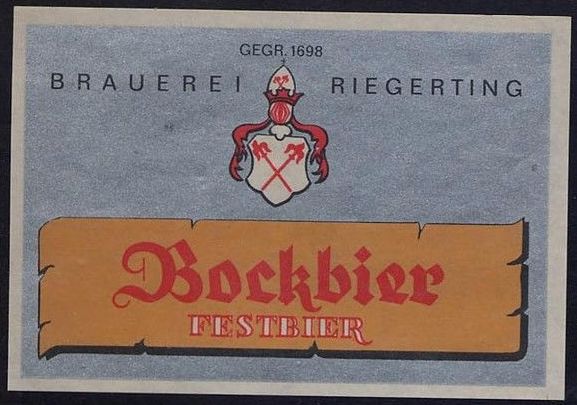 GEGR. 1698
BRAUEREI RIEGERTING
Bockbier
FESTBIER